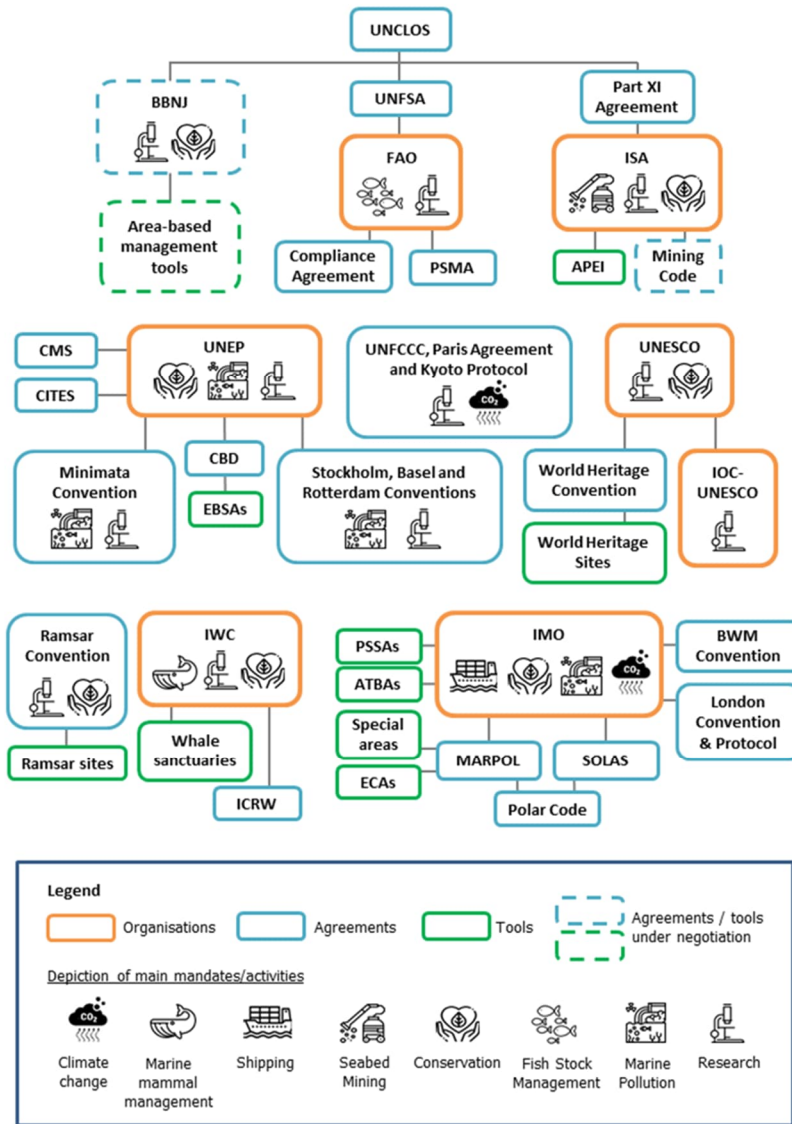 UNCLOS
BBNJ
UNFSA
Part XI
Agreement
FAO
ISA
Area-based
management
tools
Compliance
Agreement
PSMA
APEI
Mining
Code
CMS
CITES
UNEP
UNFCCC, Paris Agreement
and Kyoto Protocol
CO₂
UNESCO
Minimata
Convention
CBD
EBSAs
Stockholm, Basel and
Rotterdam Conventions
World Heritage
Convention
World Heritage
Sites
IOC-
UNESCO
Ramsar
Convention
Ramsar sites
IWC
Whale
sanctuaries
ICRW
PSSAs
ATBAs
Special
areas
ECAs
IMO
CO₂
MARPOL
SOLAS
Polar Code
BWM
Convention
London
Convention
& Protocol
Legend
Organisations
Agreements
Tools
Agreements / tools
under negotiation
Depiction of main mandates/activities
CO₂
Climate
change
Marine
mammal
management
Shipping
Seabed
Mining
Conservation
Fish Stock
Management
Marine
Pollution
Research